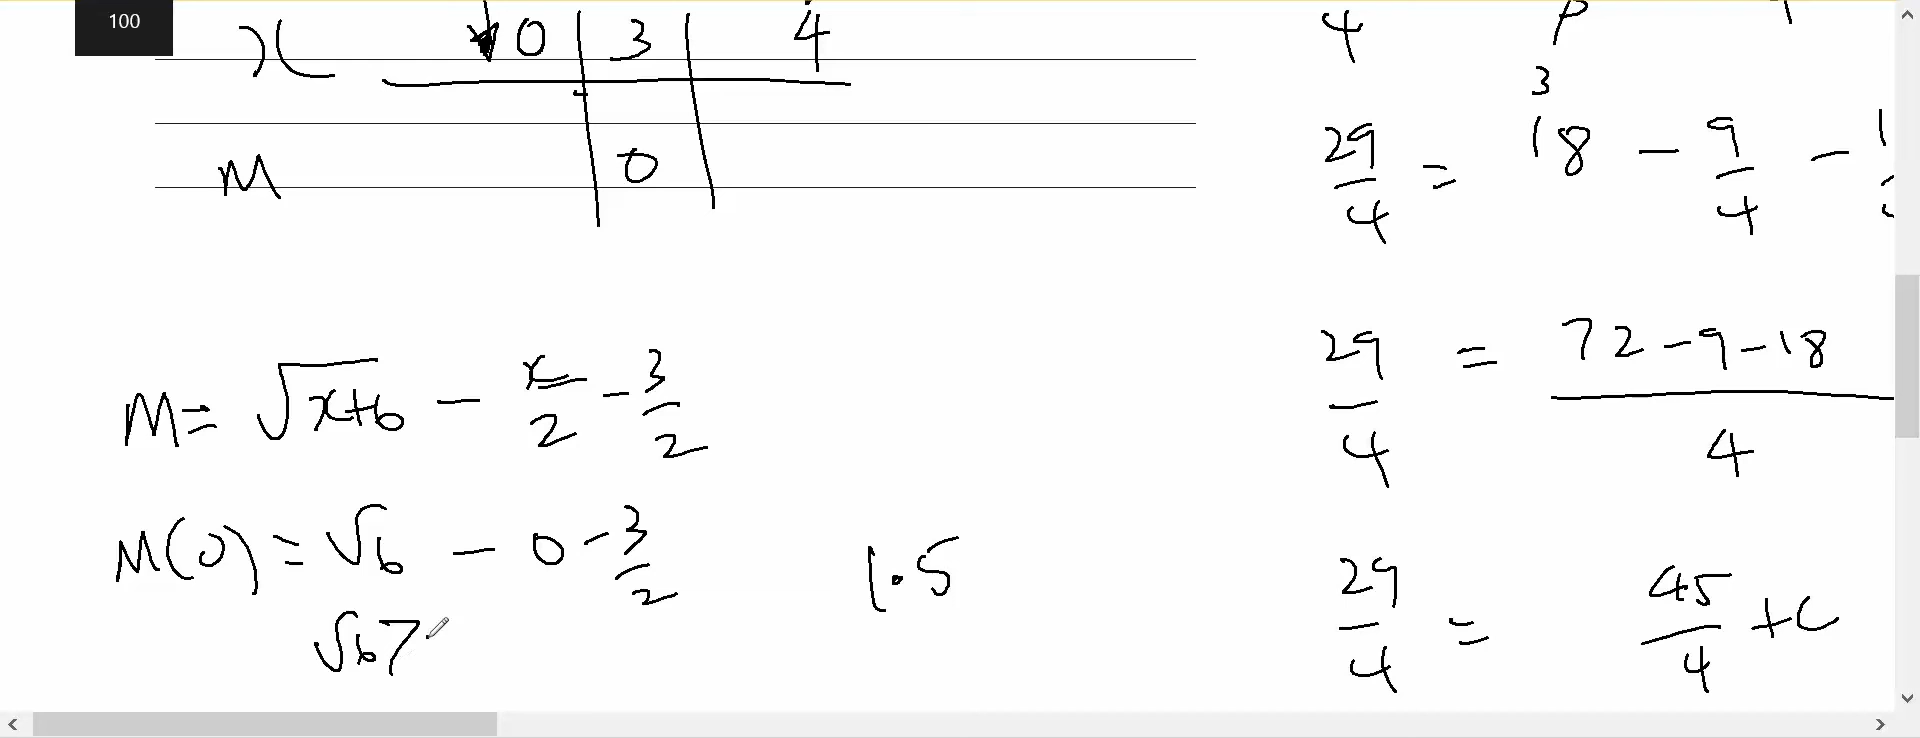 100
x 0 3 4
M 0
M = √x+6 - x/2 - 3/2
M(0) = √6 - 0 - 3/2
√6 >
1.5
4
3
29/4 = 18 - 9/4 -
29/4 = 72-9-18/4
29/4 = 45/4 + C